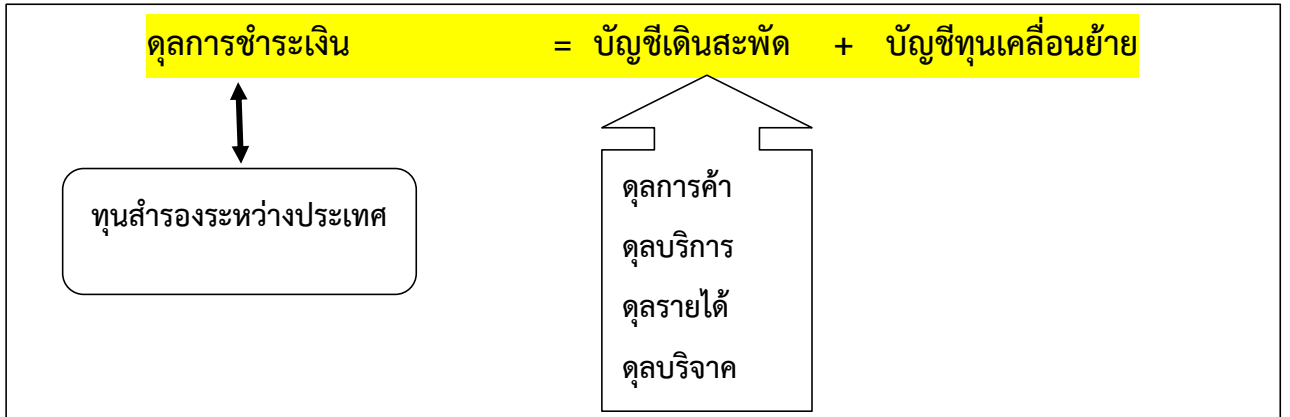 ดุลการชำระเงิน = บัญชีเดินสะพัด + บัญชีทุนเคลื่อนย้าย
ทุนสำรองระหว่างประเทศ
ดุลการค้า
ดุลบริการ
ดุลรายได้
ดุลบริจาค